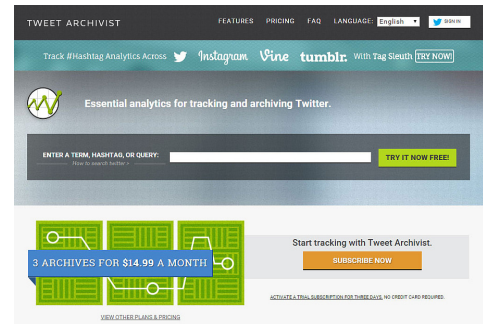 TWEET ARCHIVIST
FEATURES PRICING FAQ LANGUAGE: English SIGN IN
Track #Hashtag Analytics Across Instagram Vine tumblr. With Tag Sleuth TRY NOW!
Essential analytics for tracking and archiving Twitter.
ENTER A TERM, HASHTAG, OR QUERY:
How to search twitter »
TRY IT NOW FREE!
3 ARCHIVES FOR $14.99 A MONTH
VIEW OTHER PLANS & PRICING
Start tracking with Tweet Archivist.
SUBSCRIBE NOW
ACTIVATE A TRIAL SUBSCRIPTION FOR THREE DAYS, NO CREDIT CARD REQUIRED.